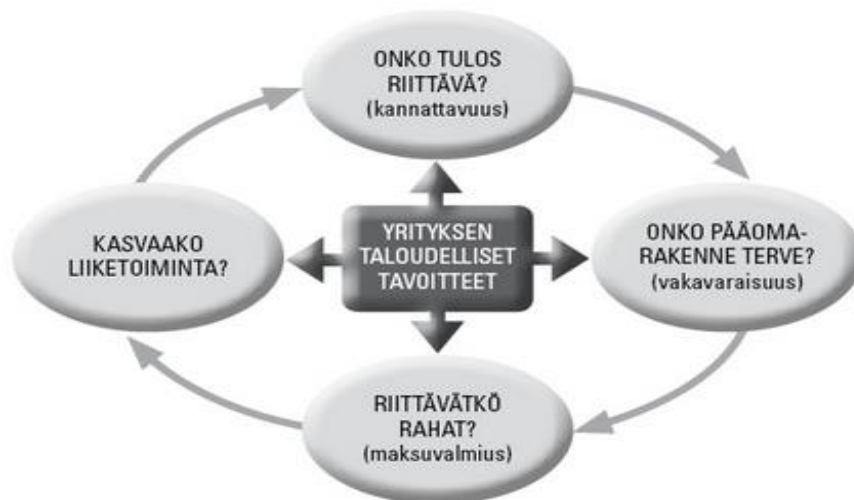 ONKO TULOS
RIITTÄVÄ?
(kannattavuus)
KASVAAKO
LIIKETOIMINTA?
YRITYKSEN
TALOUDELLISET
TAVOITTEET
ONKO PÄÄOMA-
RAKENNE TERVE?
(vakavaraisuus)
RIITTÄVÄTKÖ
RAHAT?
(maksuvalmius)